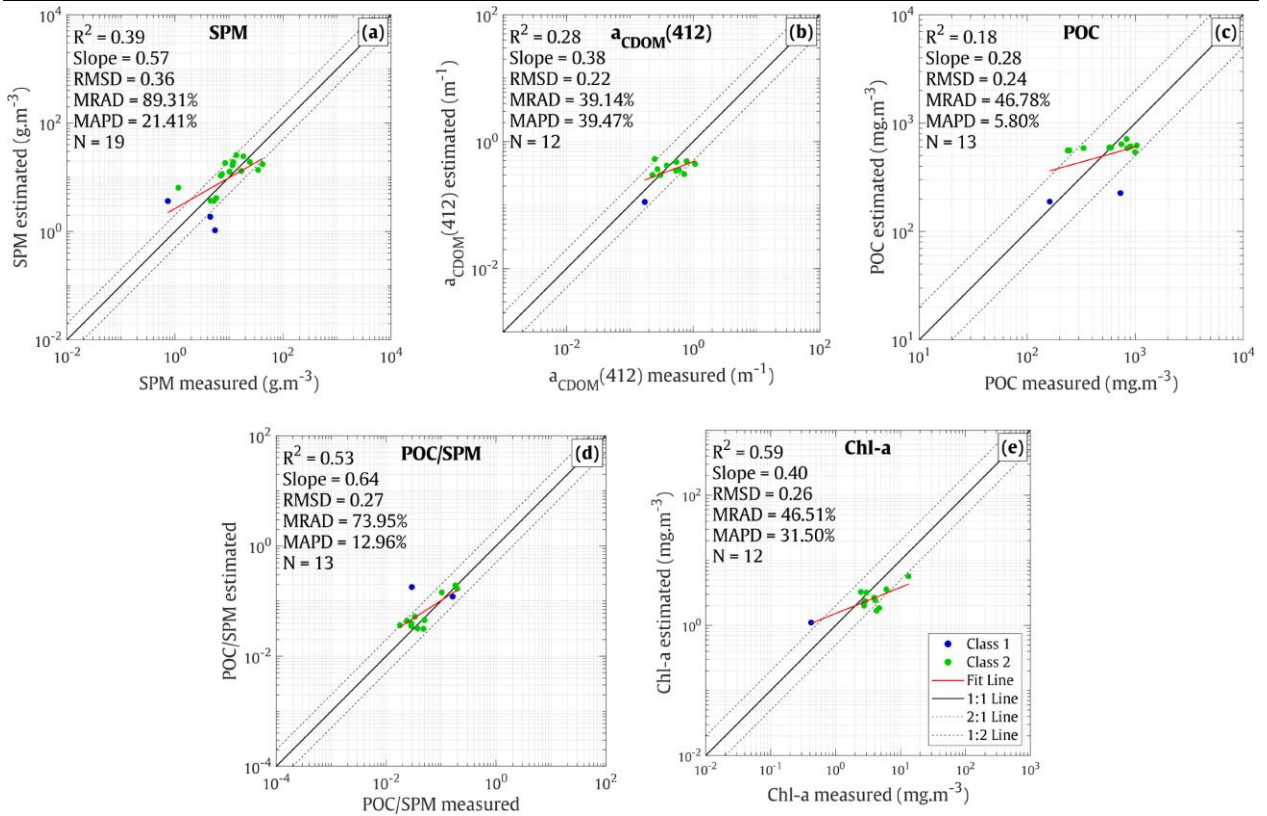 SPM
(a)
R² = 0.39
Slope = 0.57
RMSD = 0.36
MRAD = 89.31%
MAPD = 21.41%
N = 19
SPM estimated (g.m⁻³)
10⁴
10²
10⁰
10⁻²
10⁻²
10⁰
10²
10⁴
SPM measured (g.m⁻³)
a_CDOM(412)
(b)
R² = 0.28
Slope = 0.38
RMSD = 0.22
MRAD = 39.14%
MAPD = 39.47%
N = 12
a_CDOM(412) estimated (m⁻¹)
10²
10⁰
10⁻²
10⁻²
10⁰
10²
a_CDOM(412) measured (m⁻¹)
POC
(c)
R² = 0.18
Slope = 0.28
RMSD = 0.24
MRAD = 46.78%
MAPD = 5.80%
N = 13
POC estimated (mg.m⁻³)
10⁴
10³
10²
10¹
10¹
10²
10³
10⁴
POC measured (mg.m⁻³)
POC/SPM
(d)
R² = 0.53
Slope = 0.64
RMSD = 0.27
MRAD = 73.95%
MAPD = 12.96%
N = 13
POC/SPM estimated
10²
10⁰
10⁻²
10⁻⁴
10⁻⁴
10⁻³
10⁻²
10⁻¹
10⁰
10¹
10²
POC/SPM measured
Chl-a
(e)
R² = 0.59
Slope = 0.40
RMSD = 0.26
MRAD = 46.51%
MAPD = 31.50%
N = 12
Chl-a estimated (mg.m⁻³)
10²
10⁰
10⁻²
10⁻²
10⁻¹
10⁰
10¹
10²
10³
Chl-a measured (mg.m⁻³)
Class 1
Class 2
Fit Line
1:1 Line
2:1 Line
1:2 Line